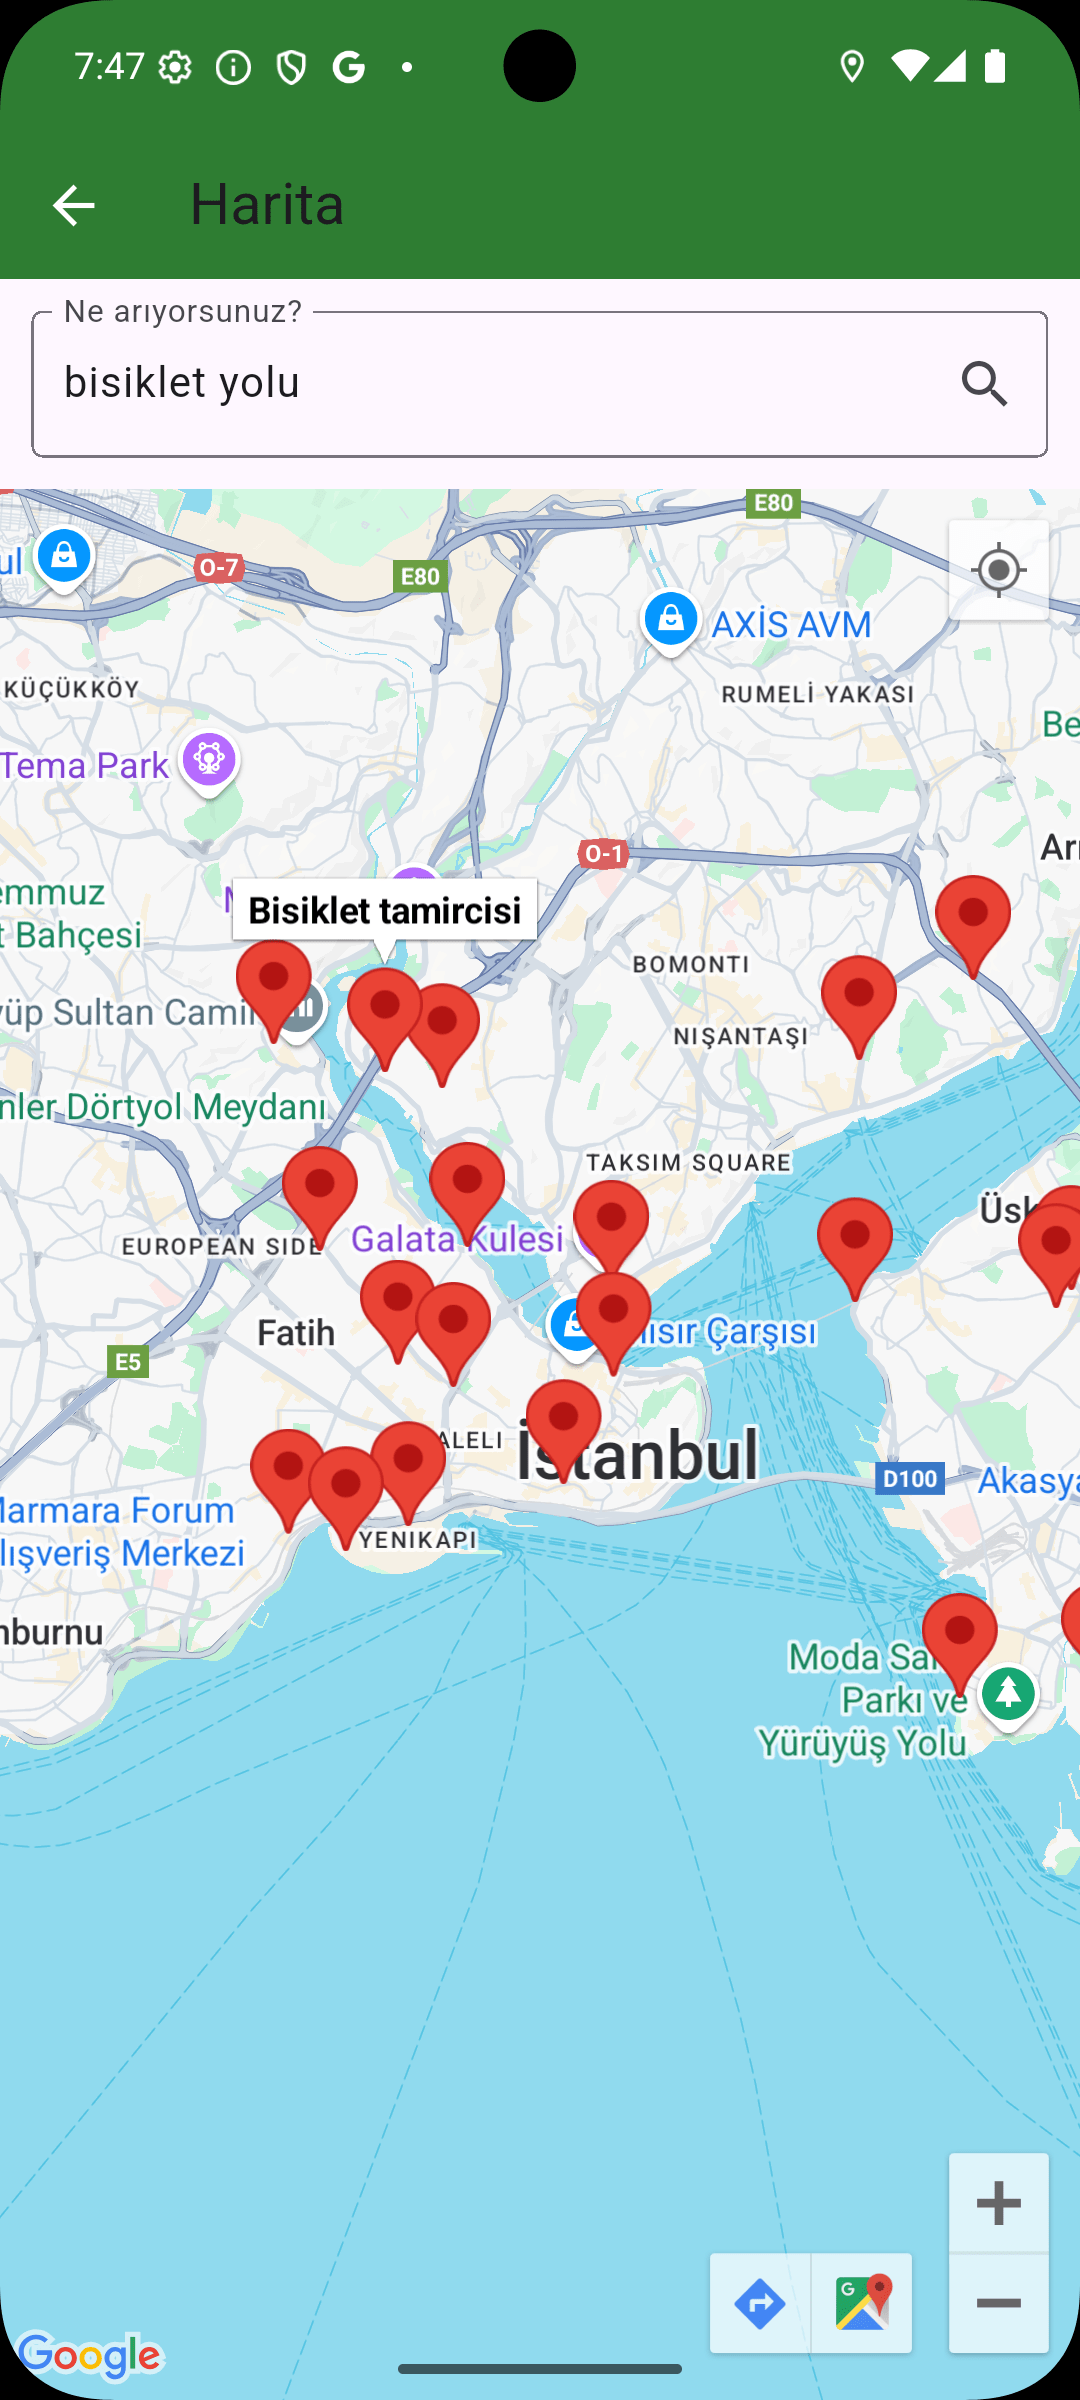 7:47
Harita
Ne arıyorsunuz?
bisiklet yolu
E80
O-7
E80
ul
AXİS AVM
KÜÇÜKKÖY
RUMELİ YAKASI
Be
Tema Park
O-1
Arı
emmuz
t Bahçesi
Bisiklet tamircisi
BOMONTI
yüp Sultan Camii
NIŞANTAŞI
nler Dörtyol Meydanı
TAKSIM SQUARE
Üsk
EUROPEAN SIDE
Galata Kulesi
Fatih
ısır Çarşısı
E5
ALELI
İstanbul
D100
Akasya
Marmara Forum
lışveriş Merkezi
YENIKAPI
nburnu
Moda Sa
Parkı ve
Yürüyüş Yolu
Google